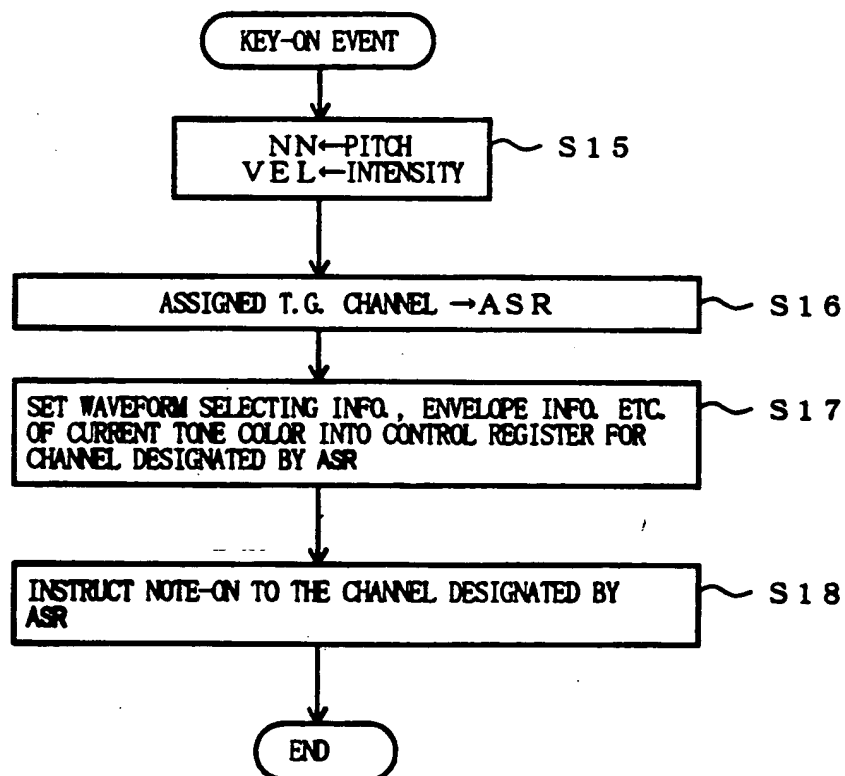 KEY-ON EVENT
NN←PITCH
VEL←INTENSITY
S15
ASSIGNED T.G. CHANNEL →ASR
S16
SET WAVEFORM SELECTING INFO., ENVELOPE INFO. ETC.
OF CURRENT TONE COLOR INTO CONTROL REGISTER FOR
CHANNEL DESIGNATED BY ASR
S17
INSTRUCT NOTE-ON TO THE CHANNEL DESIGNATED BY
ASR
S18
END